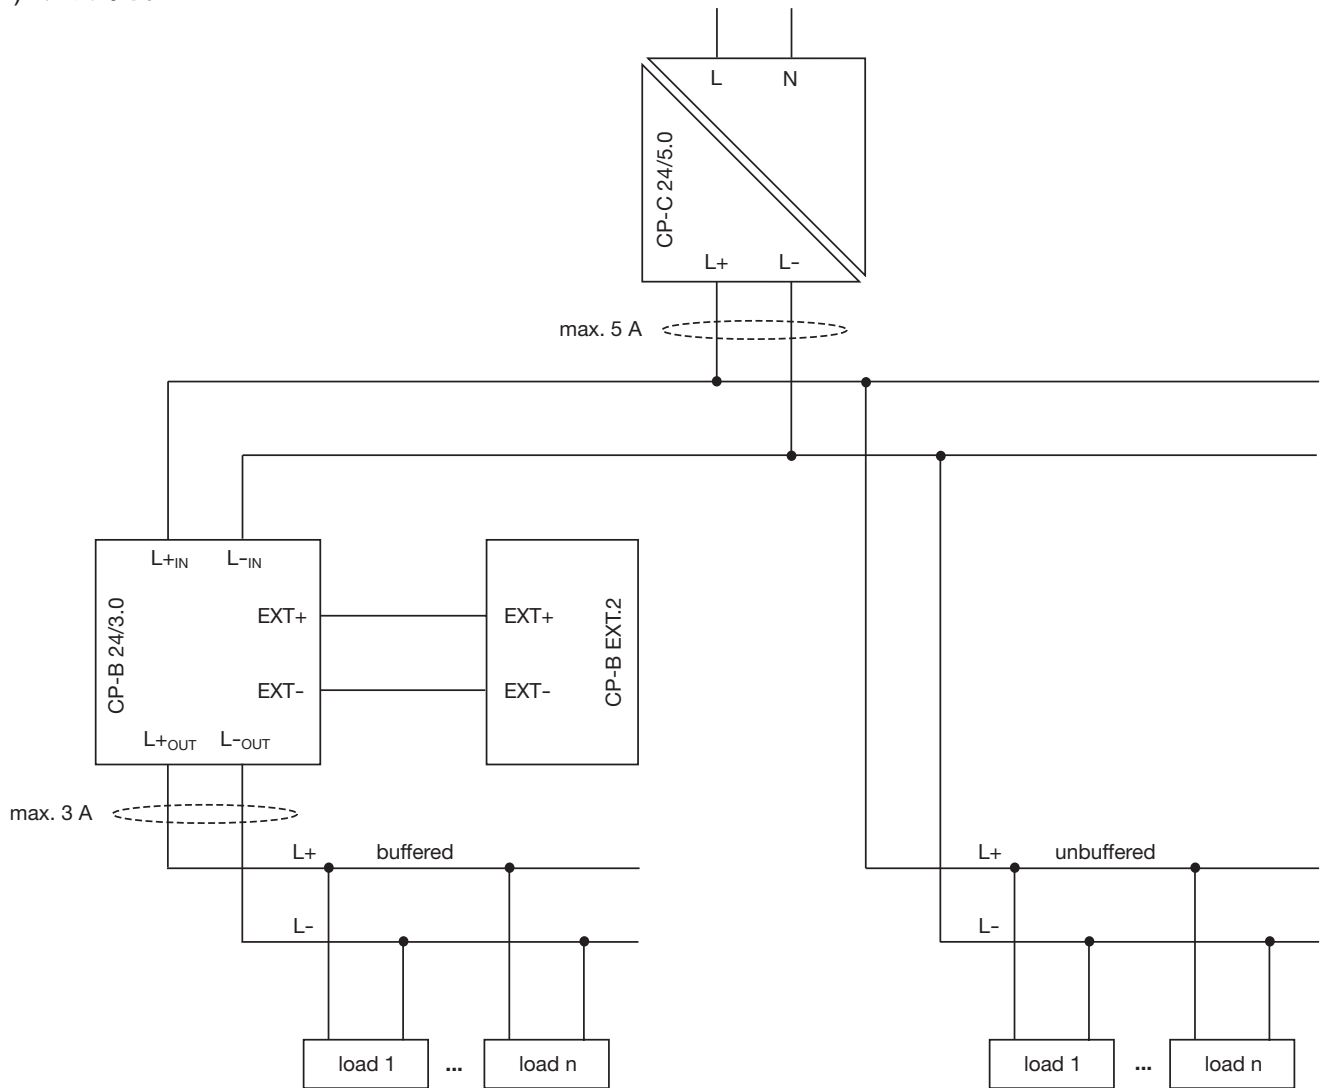 L N
CP-C 24/5.0
L+ L-
max. 5 A
L+IN L-IN
CP-B 24/3.0
EXT+
EXT-
L+OUT L-OUT
EXT+
EXT-
CP-B EXT.2
max. 3 A
L+ buffered
L-
load 1 ... load n
L+ unbuffered
L-
load 1 ... load n